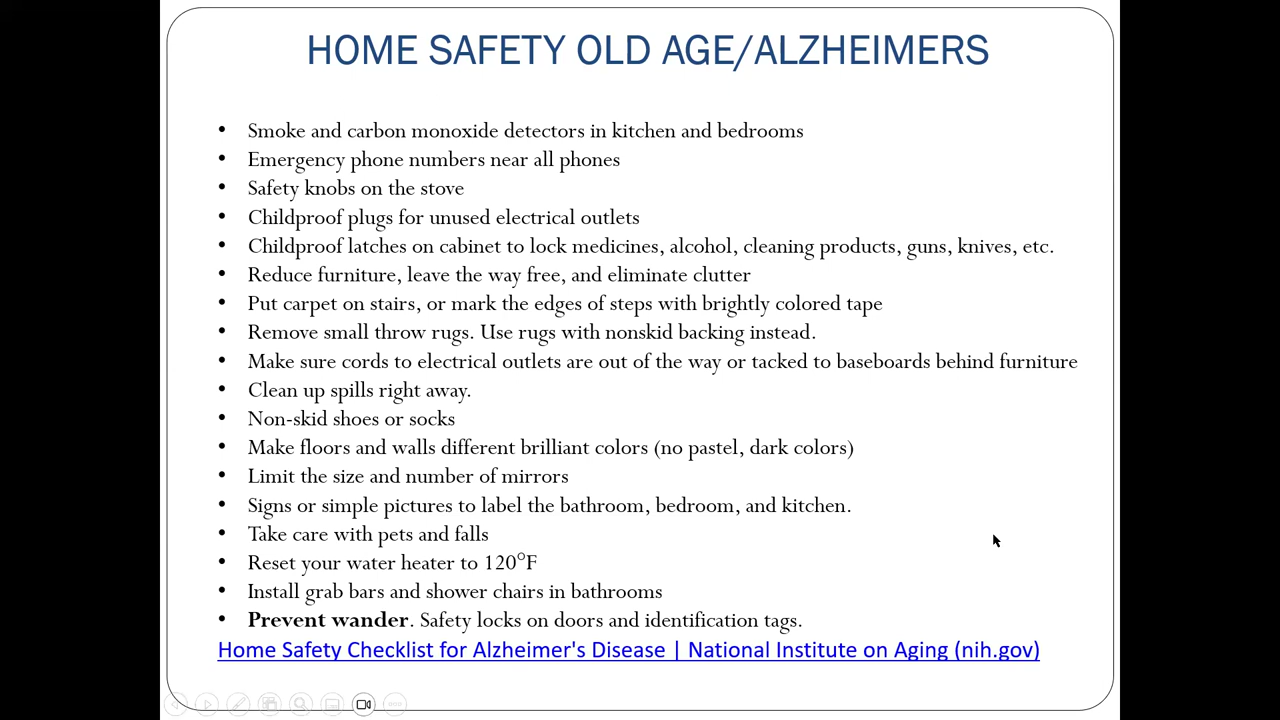 HOME SAFETY OLD AGE/ALZHEIMERS
• Smoke and carbon monoxide detectors in kitchen and bedrooms
• Emergency phone numbers near all phones
• Safety knobs on the stove
• Childproof plugs for unused electrical outlets
• Childproof latches on cabinet to lock medicines, alcohol, cleaning products, guns, knives, etc.
• Reduce furniture, leave the way free, and eliminate clutter
• Put carpet on stairs, or mark the edges of steps with brightly colored tape
• Remove small throw rugs. Use rugs with nonskid backing instead.
• Make sure cords to electrical outlets are out of the way or tacked to baseboards behind furniture
• Clean up spills right away.
• Non-skid shoes or socks
• Make floors and walls different brilliant colors (no pastel, dark colors)
• Limit the size and number of mirrors
• Signs or simple pictures to label the bathroom, bedroom, and kitchen.
• Take care with pets and falls
• Reset your water heater to 120°F
• Install grab bars and shower chairs in bathrooms
• Prevent wander. Safety locks on doors and identification tags.
Home Safety Checklist for Alzheimer's Disease | National Institute on Aging (nih.gov)